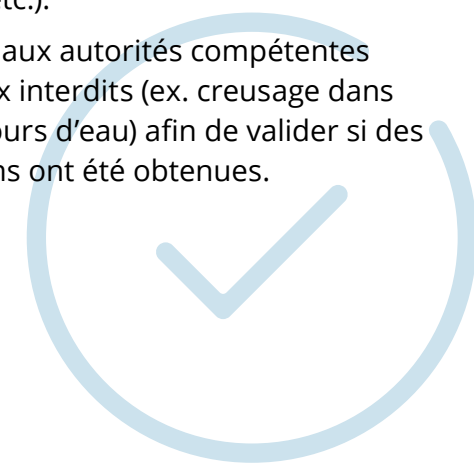 etc.).
aux autorités compétentes
x interdits (ex. creusage dans
ours d'eau) afin de valider si des
ns ont été obtenues.